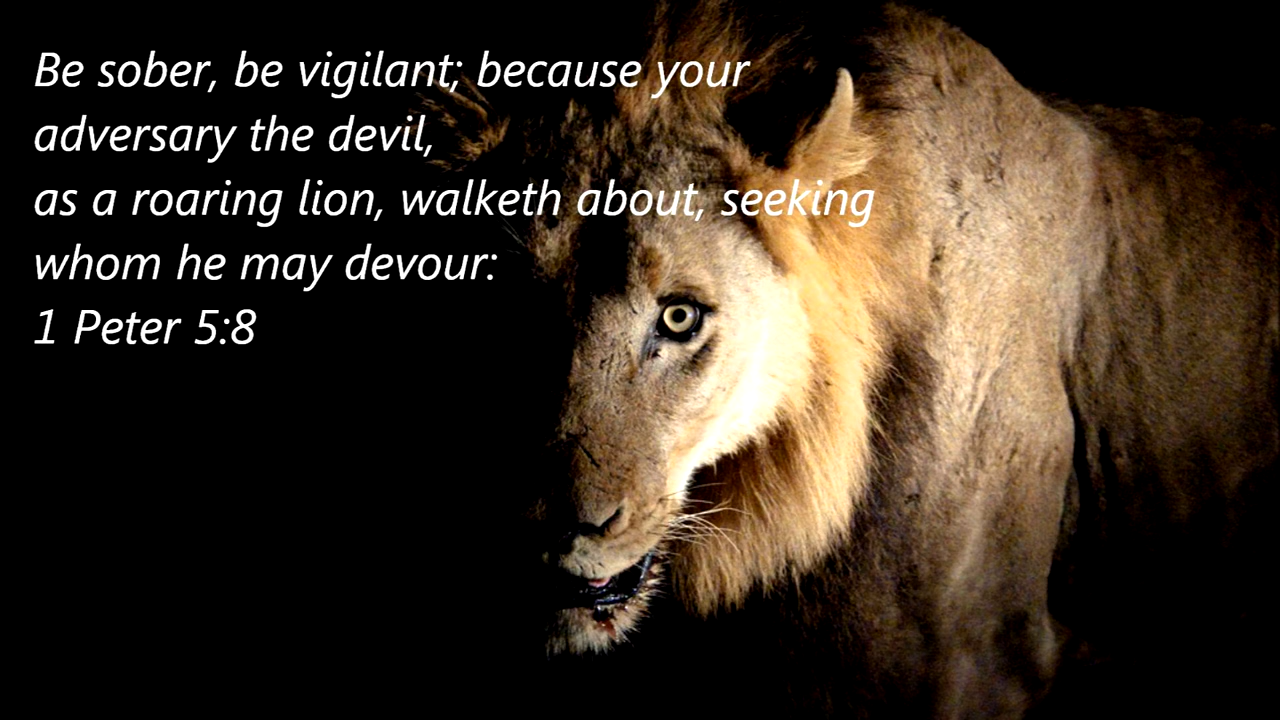 Be sober, be vigilant; because your
adversary the devil,
as a roaring lion, walketh about, seeking
whom he may devour:
1 Peter 5:8